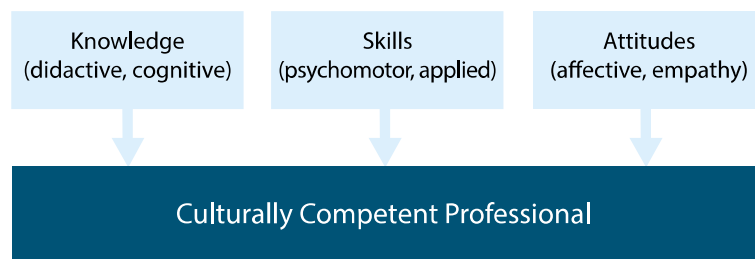 Knowledge
(didactive, cognitive)
Skills
(psychomotor, applied)
Attitudes
(affective, empathy)
Culturally Competent Professional